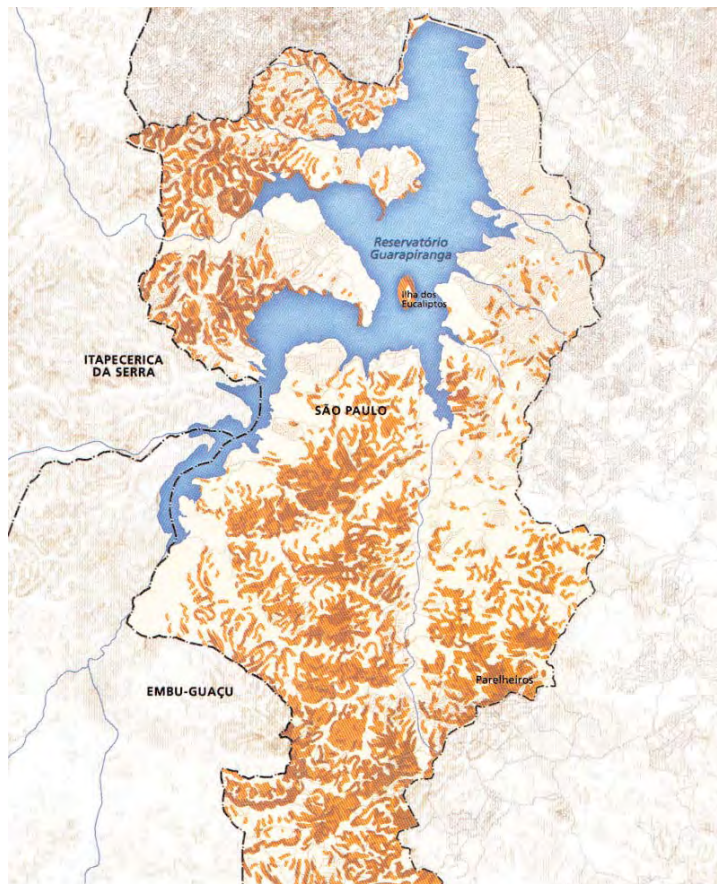 Reservatório
Guarapiranga
Ilha dos
Eucaliptos
ITAPECERICA
DA SERRA
SÃO PAULO
Parelheiros
EMBU-GUAÇU